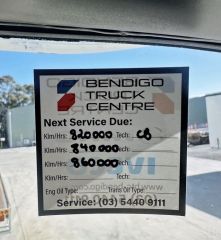 BENDIGO
TRUCK
CENTRE
Next Service Due:
Klm/Hrs: 820000 Tech: CB
Klm/Hrs: 840000 Tech:
Klm/Hrs: 860000 Tech:
Klm/Hrs: Tech:
Eng Oil Type: Trans Oil Type:
Service: (03) 5440 9111